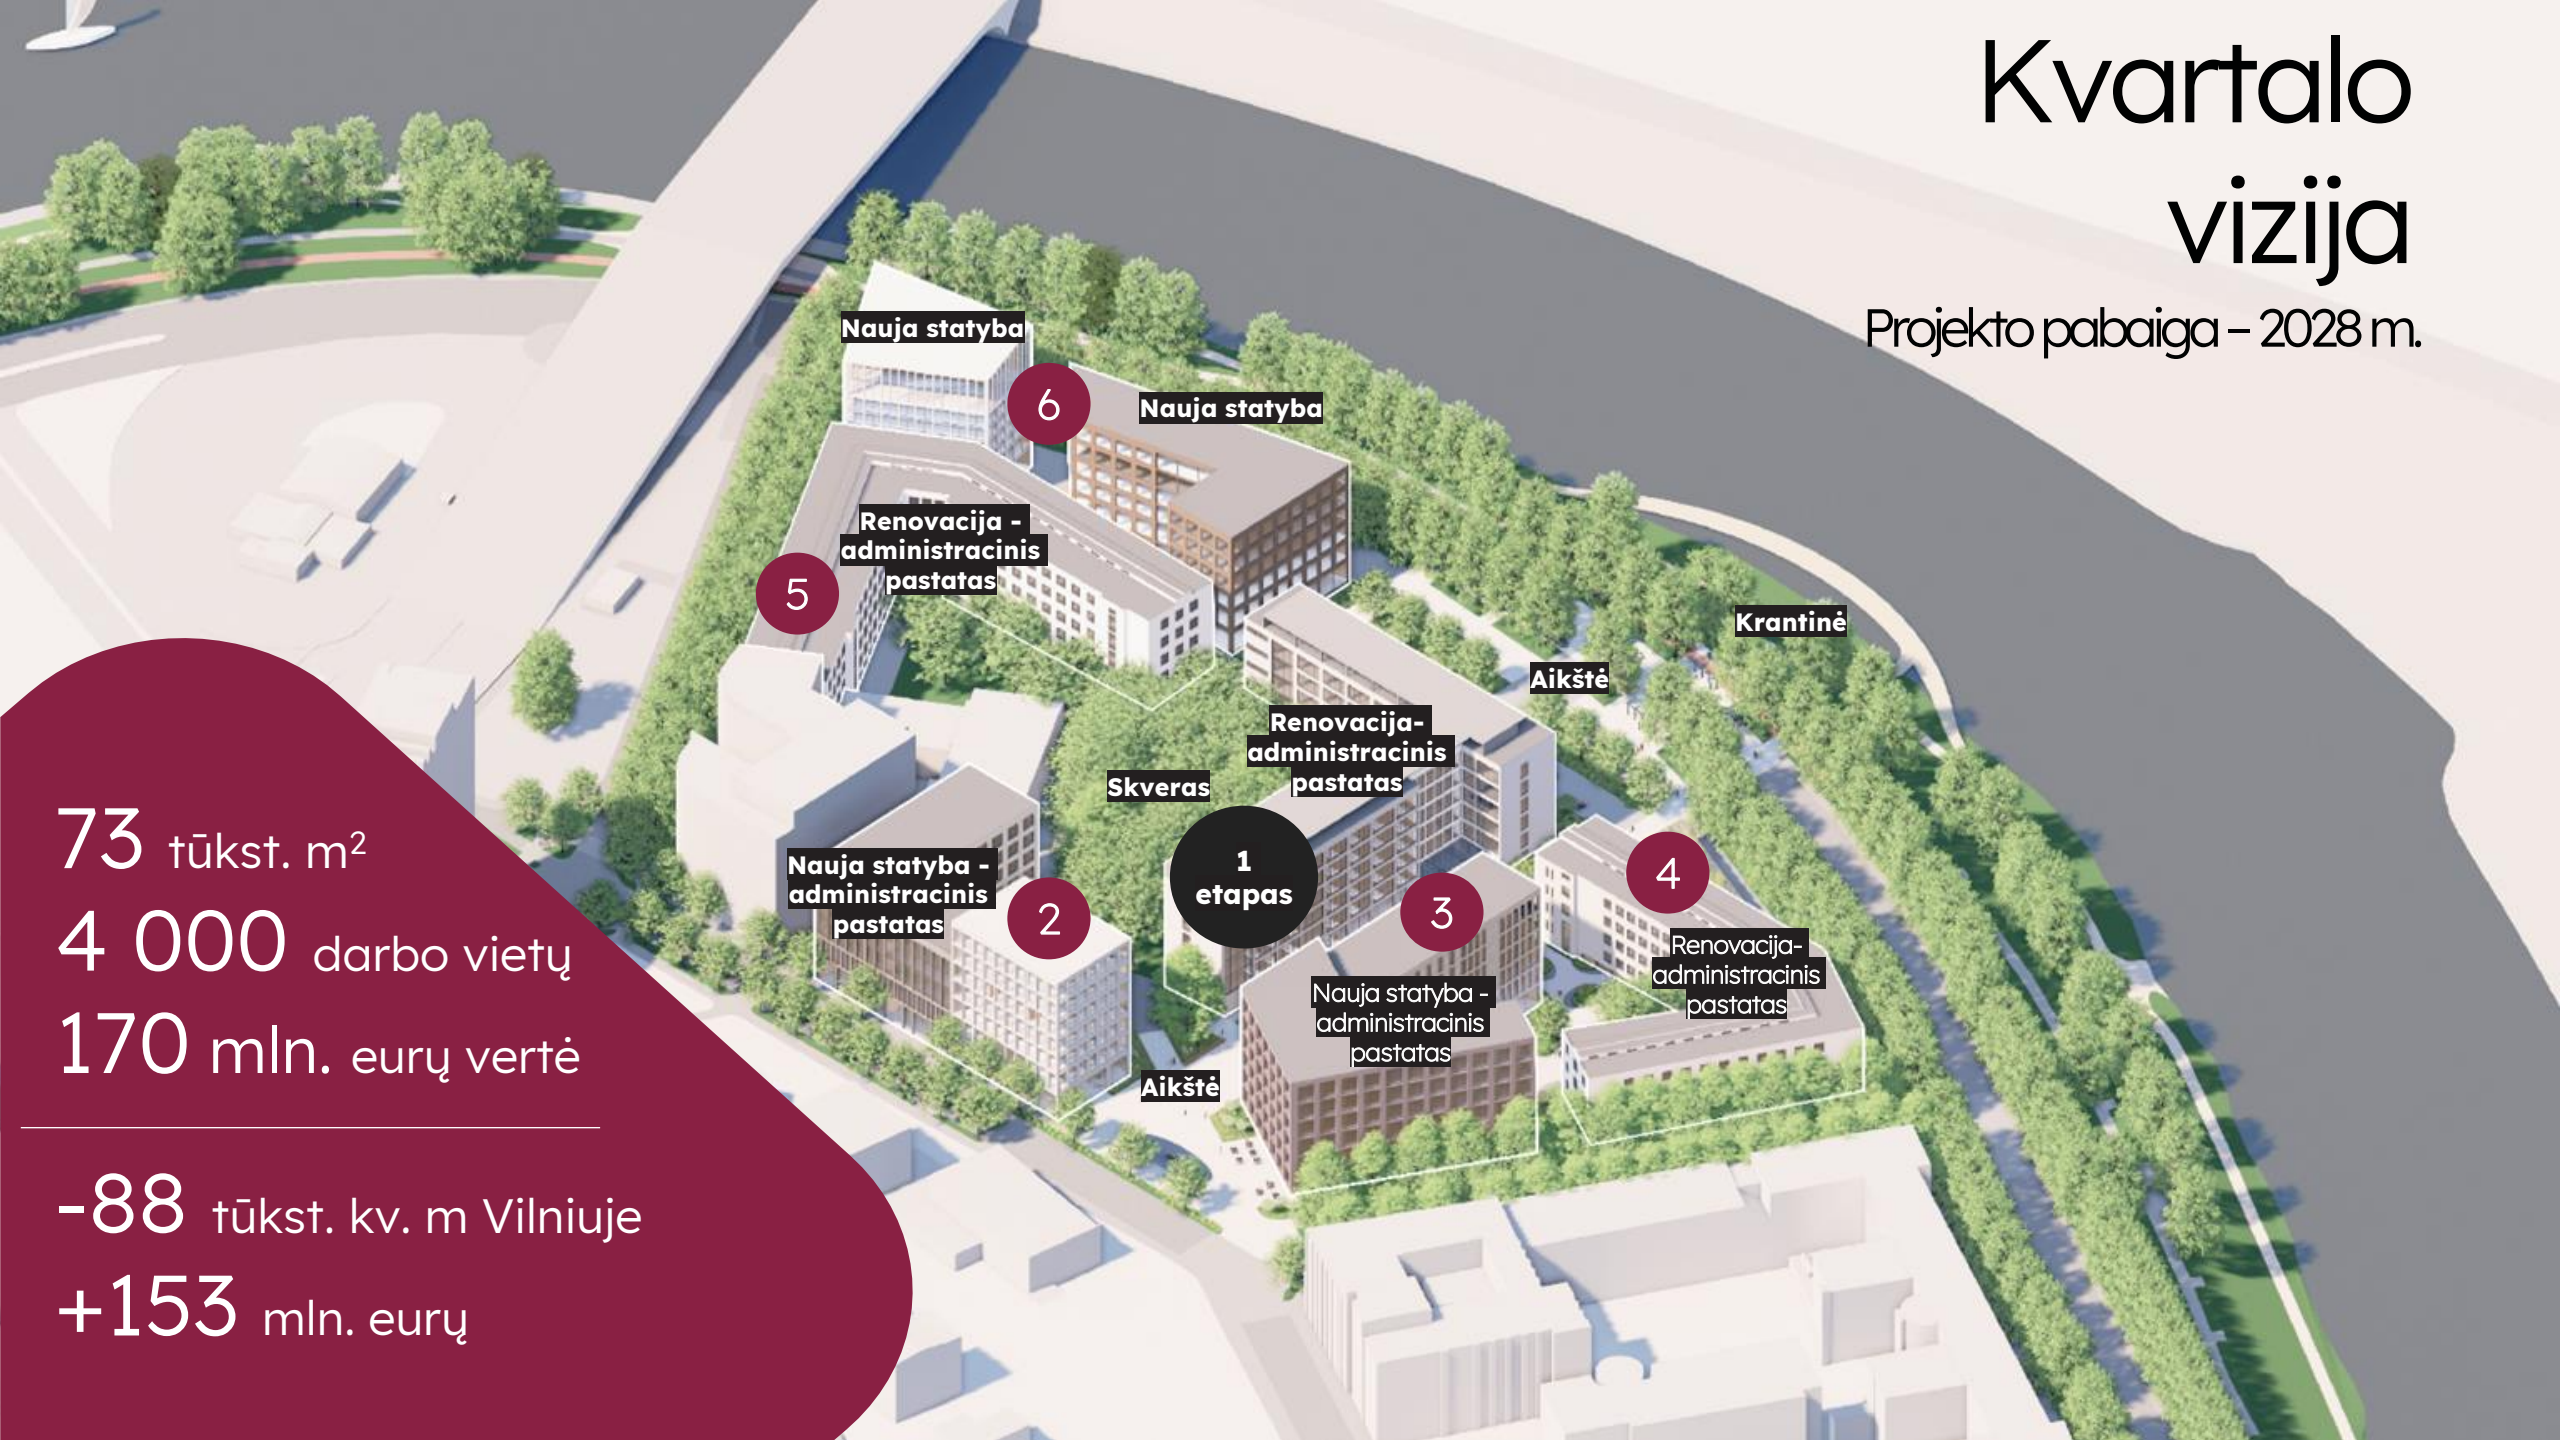 Kvartalo
vizija
Projekto pabaiga – 2028 m.
Nauja statyba
6
Nauja statyba
Renovacija -
administracinis
pastatas
5
Krantinė
Aikštė
Renovacija-
administracinis
pastatas
Skveras
1
etapas
Nauja statyba -
administracinis
pastatas
2
3
4
Renovacija-
administracinis
pastatas
Nauja statyba -
administracinis
pastatas
Aikštė
73 tūkst. m²
4 000 darbo vietų
170 mln. eurų vertė
-88 tūkst. kv. m Vilniuje
+153 mln. eurų